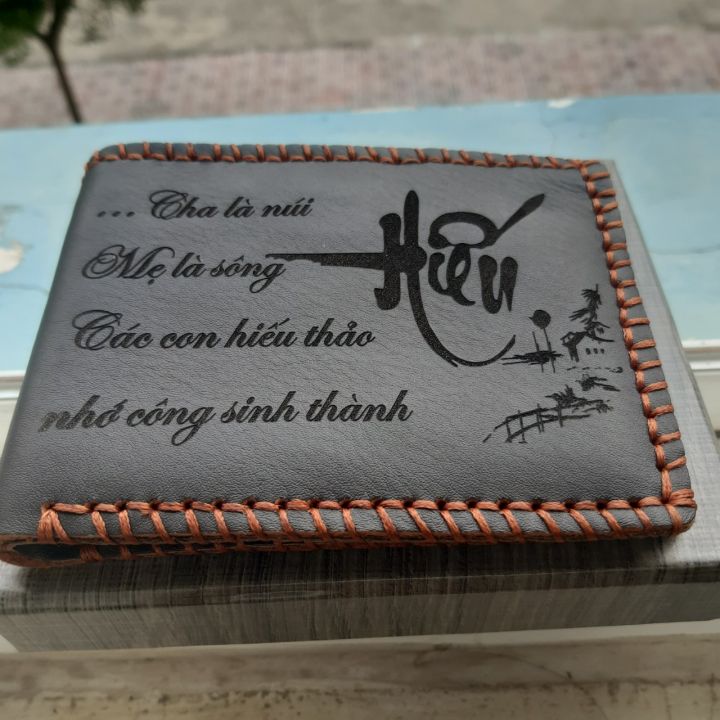 ... Cha là núi
Mẹ là sông
Các con hiếu thảo
nhớ công sinh thành
Hiếu